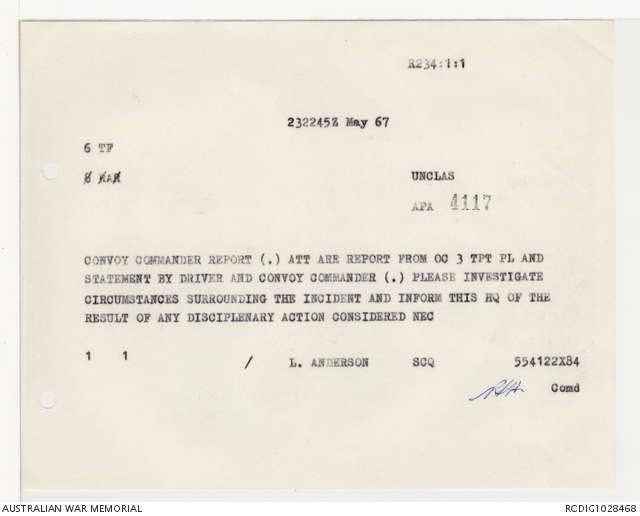 R234:1:1
232245Z May 67
6 TF
UNCLAS
APA 4117
CONVOY COMMANDER REPORT (.) ATT ARE REPORT FROM OC 3 TPT PL AND
STATEMENT BY DRIVER AND CONVOY COMMANDER (.) PLEASE INVESTIGATE
CIRCUMSTANCES SURROUNDING THE INCIDENT AND INFORM THIS HQ OF THE
RESULT OF ANY DISCIPLENARY ACTION CONSIDERED NEC
1 1 / L. ANDERSON SCQ 554122X84
Comd
AUSTRALIAN WAR MEMORIAL RCDIG1028468